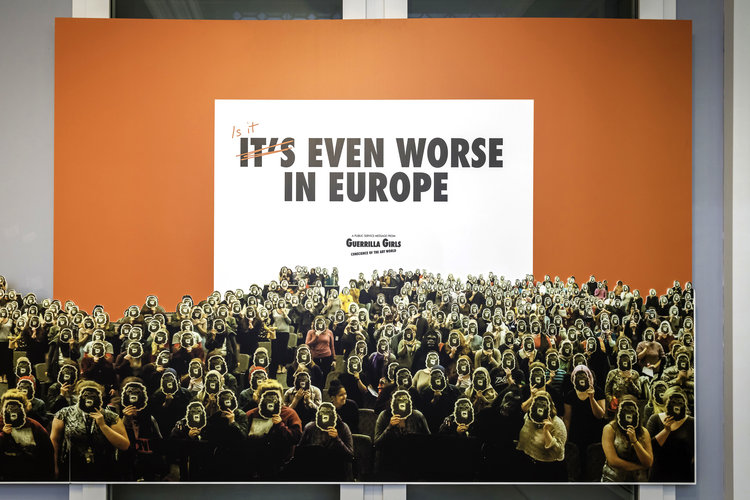 Is it
IT'S EVEN WORSE
IN EUROPE
A PUBLIC SERVICE MESSAGE FROM
GUERRILLA GIRLS
CONSCIENCE OF THE ART WORLD